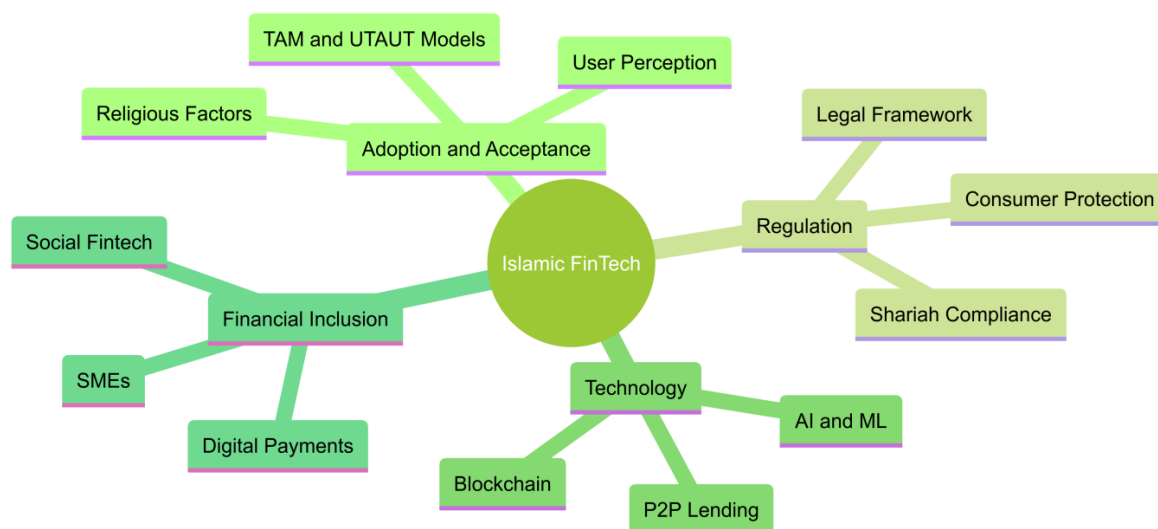 TAM and UTAUT Models
User Perception
Religious Factors
Adoption and Acceptance
Legal Framework
Consumer Protection
Regulation
Shariah Compliance
Islamic FinTech
Social Fintech
Financial Inclusion
SMEs
Digital Payments
Technology
AI and ML
Blockchain
P2P Lending